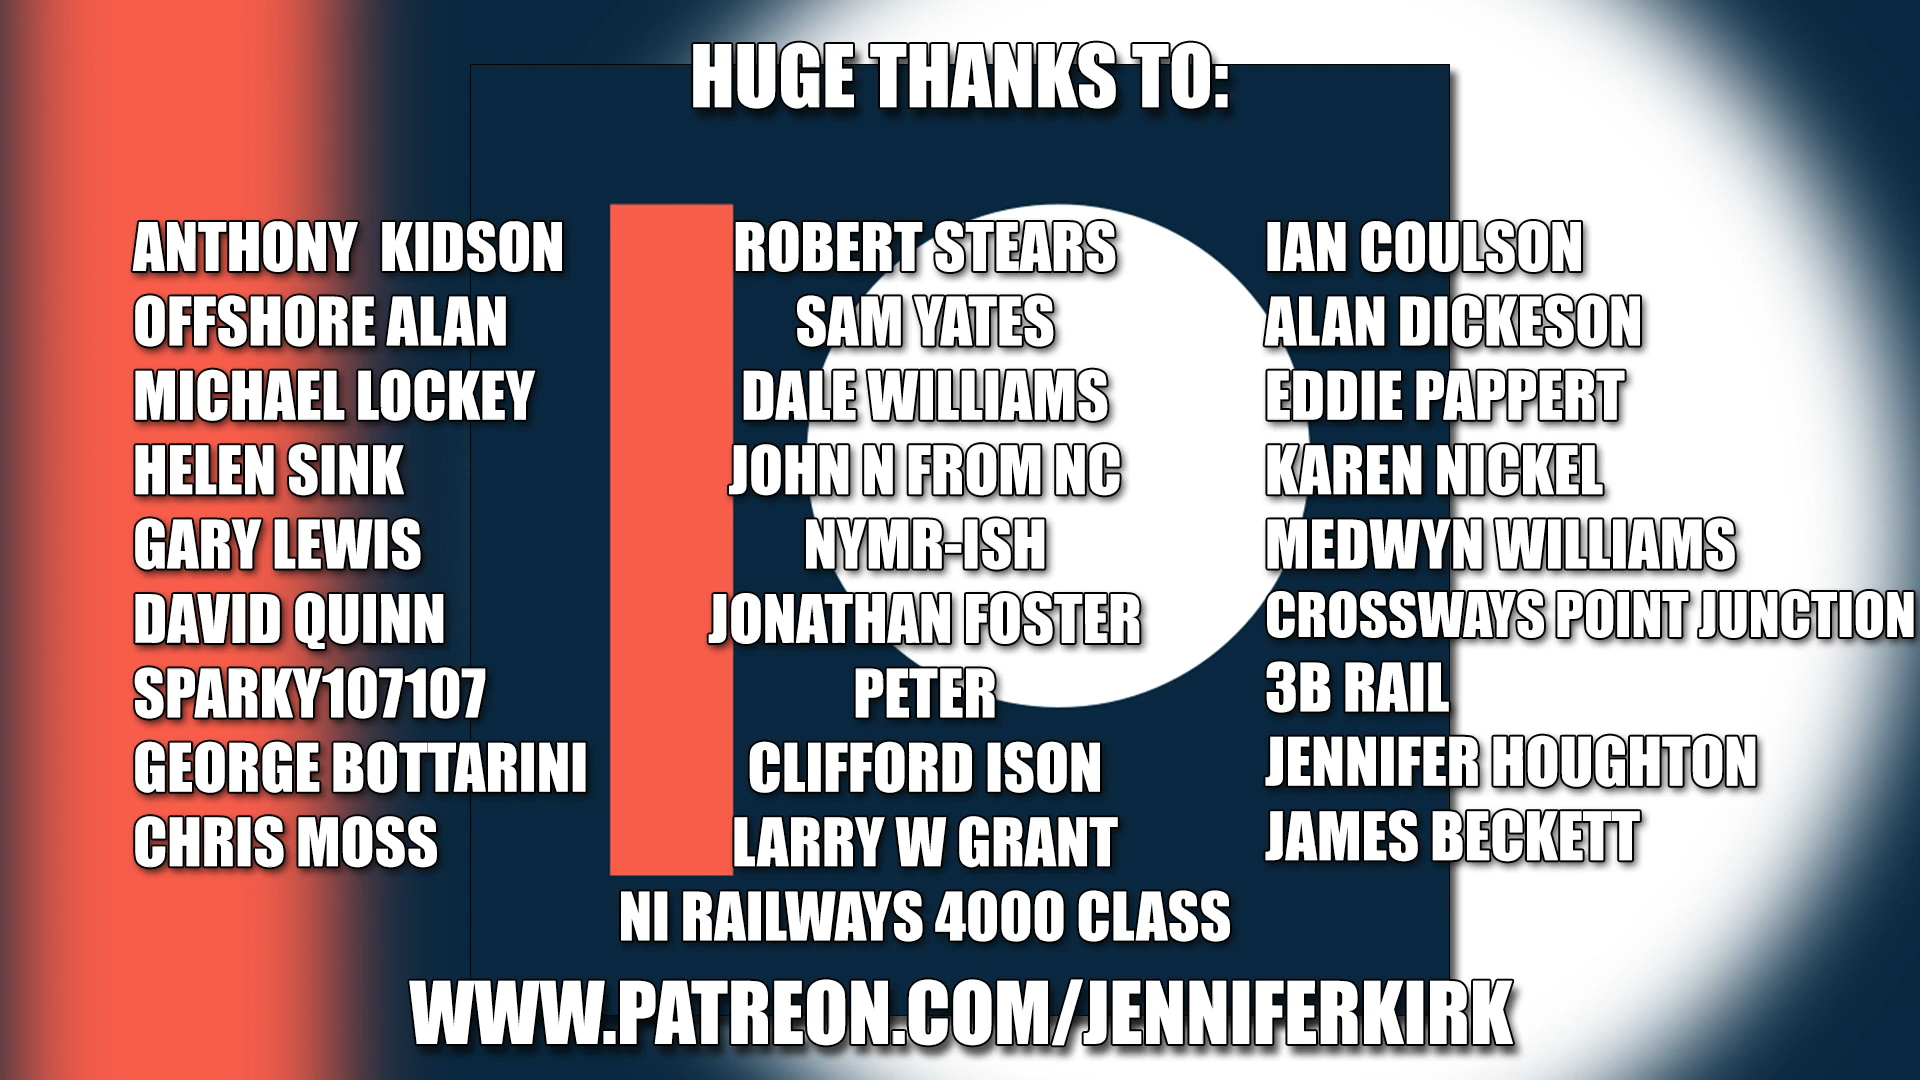 HUGE THANKS TO:
ANTHONY KIDSON
OFFSHORE ALAN
MICHAEL LOCKEY
HELEN SINK
GARY LEWIS
DAVID QUINN
SPARKY107107
GEORGE BOTTARINI
CHRIS MOSS
ROBERT STEARS
SAM YATES
DALE WILLIAMS
JOHN N FROM NC
NYMR-ISH
JONATHAN FOSTER
PETER
CLIFFORD ISON
LARRY W GRANT
NI RAILWAYS 4000 CLASS
IAN COULSON
ALAN DICKESON
EDDIE PAPPERT
KAREN NICKEL
MEDWYN WILLIAMS
CROSSWAYS POINT JUNCTION
3B RAIL
JENNIFER HOUGHTON
JAMES BECKETT
WWW.PATREON.COM/JENNIFERKIRK